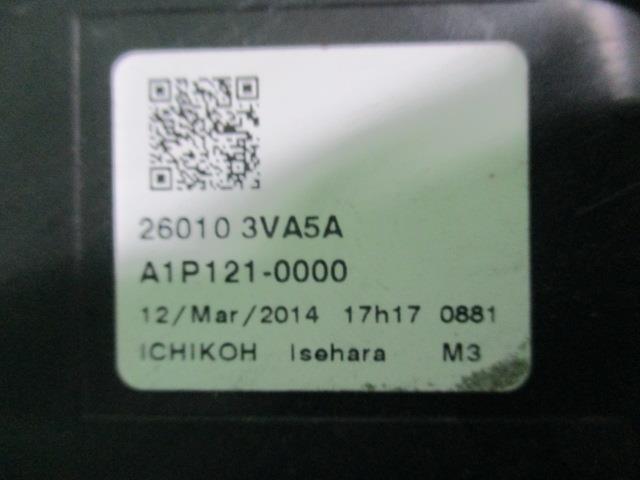 26010 3VA5A
A1P121-0000
12/Mar/2014 17h17 0881
ICHIKOH Isehara M3